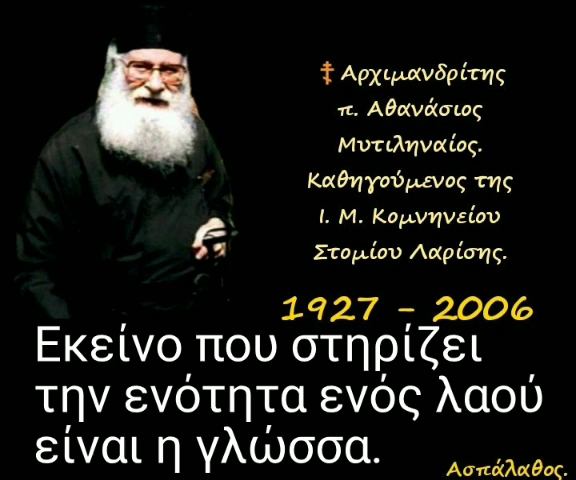 ☦ Αρχιμανδρίτης
π. Αθανάσιος
Μυτιληναίος.
Καθηγούμενος της
Ι. Μ. Κομνηνείου
Στομίου Λαρίσης.
1927 - 2006
Εκείνο που στηρίζει
την ενότητα ενός λαού
είναι η γλώσσα.
Ασπάλαθος.